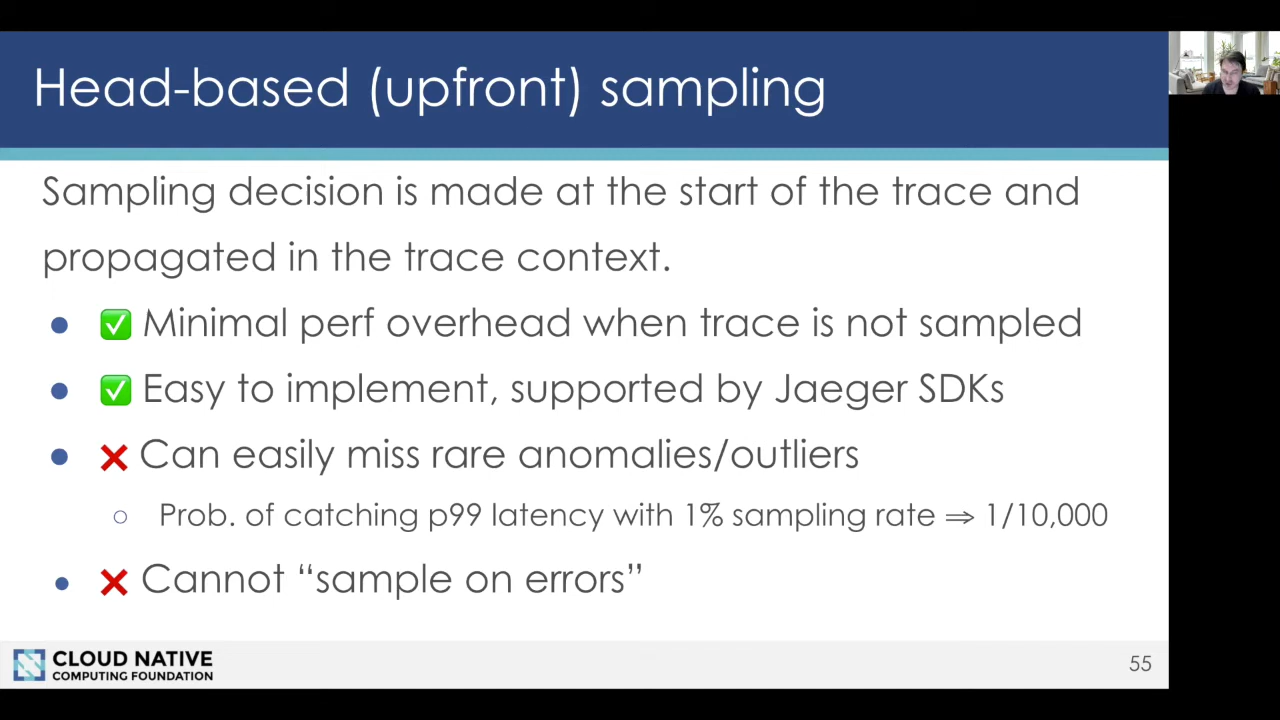 Head-based (upfront) sampling
Sampling decision is made at the start of the trace and
propagated in the trace context.
● ✅ Minimal perf overhead when trace is not sampled
● ✅ Easy to implement, supported by Jaeger SDKs
● ❌ Can easily miss rare anomalies/outliers
○ Prob. of catching p99 latency with 1% sampling rate ⇒ 1/10,000
● ❌ Cannot “sample on errors”
CLOUD NATIVE
COMPUTING FOUNDATION
55